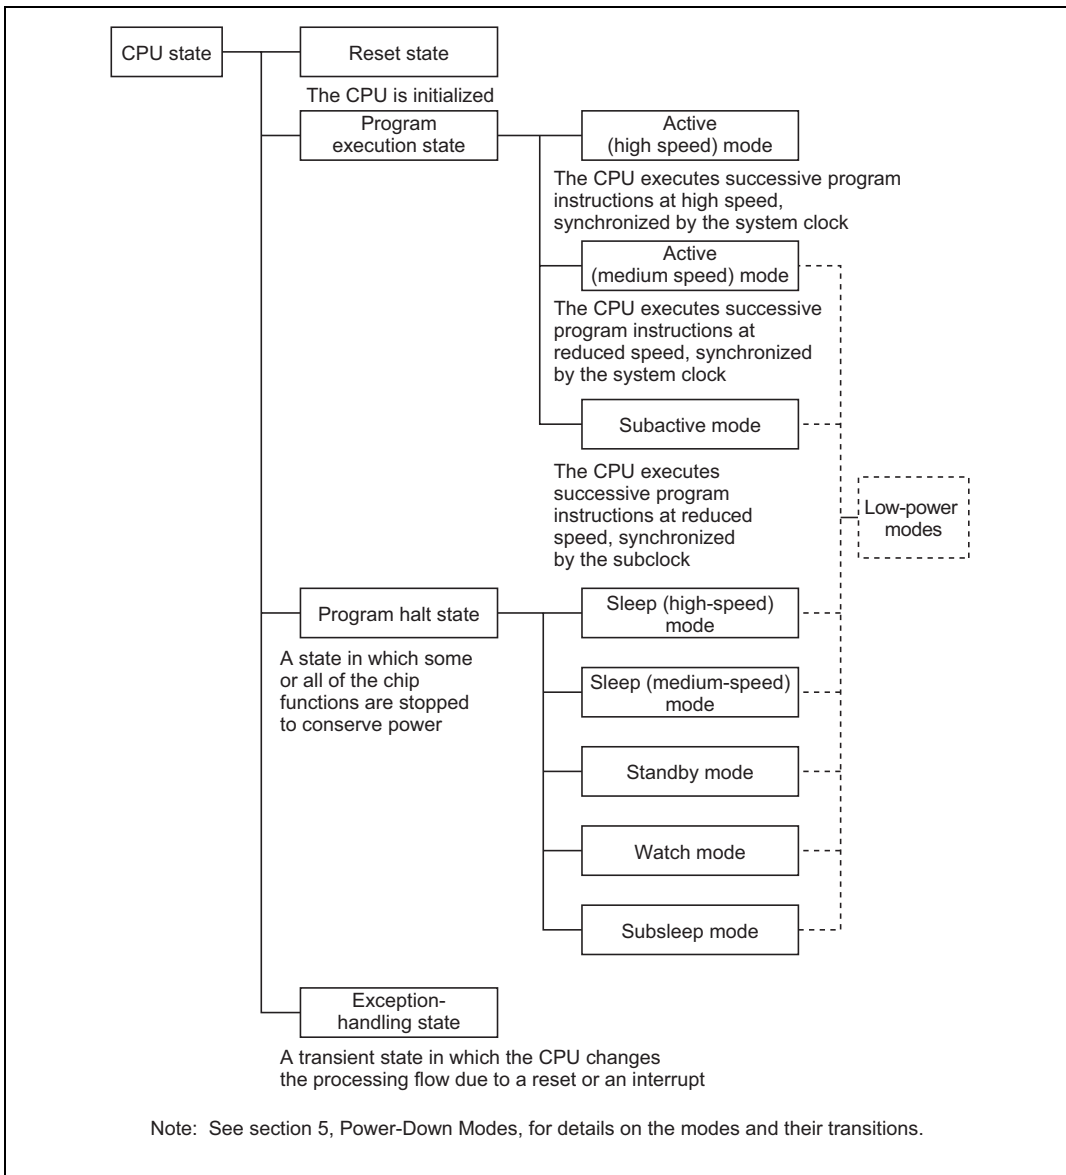 CPU state
Reset state
The CPU is initialized
Program
execution state
Active
(high speed) mode
The CPU executes successive program
instructions at high speed,
synchronized by the system clock
Active
(medium speed) mode
The CPU executes successive
program instructions at
reduced speed, synchronized
by the system clock
Subactive mode
The CPU executes
successive program
instructions at reduced
speed, synchronized
by the subclock
Low-power
modes
Program halt state
A state in which some
or all of the chip
functions are stopped
to conserve power
Sleep (high-speed)
mode
Sleep (medium-speed)
mode
Standby mode
Watch mode
Subsleep mode
Exception-
handling state
A transient state in which the CPU changes
the processing flow due to a reset or an interrupt
Note: See section 5, Power-Down Modes, for details on the modes and their transitions.